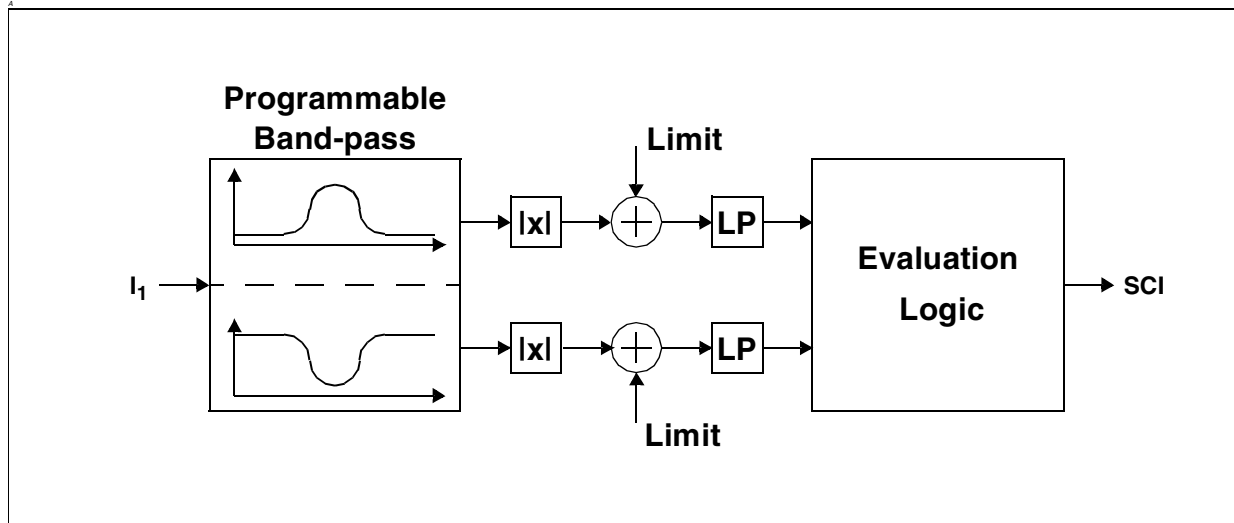 A
Programmable
Band-pass
Limit
|x|
LP
Evaluation
Logic
I1
SCI
|x|
LP
Limit